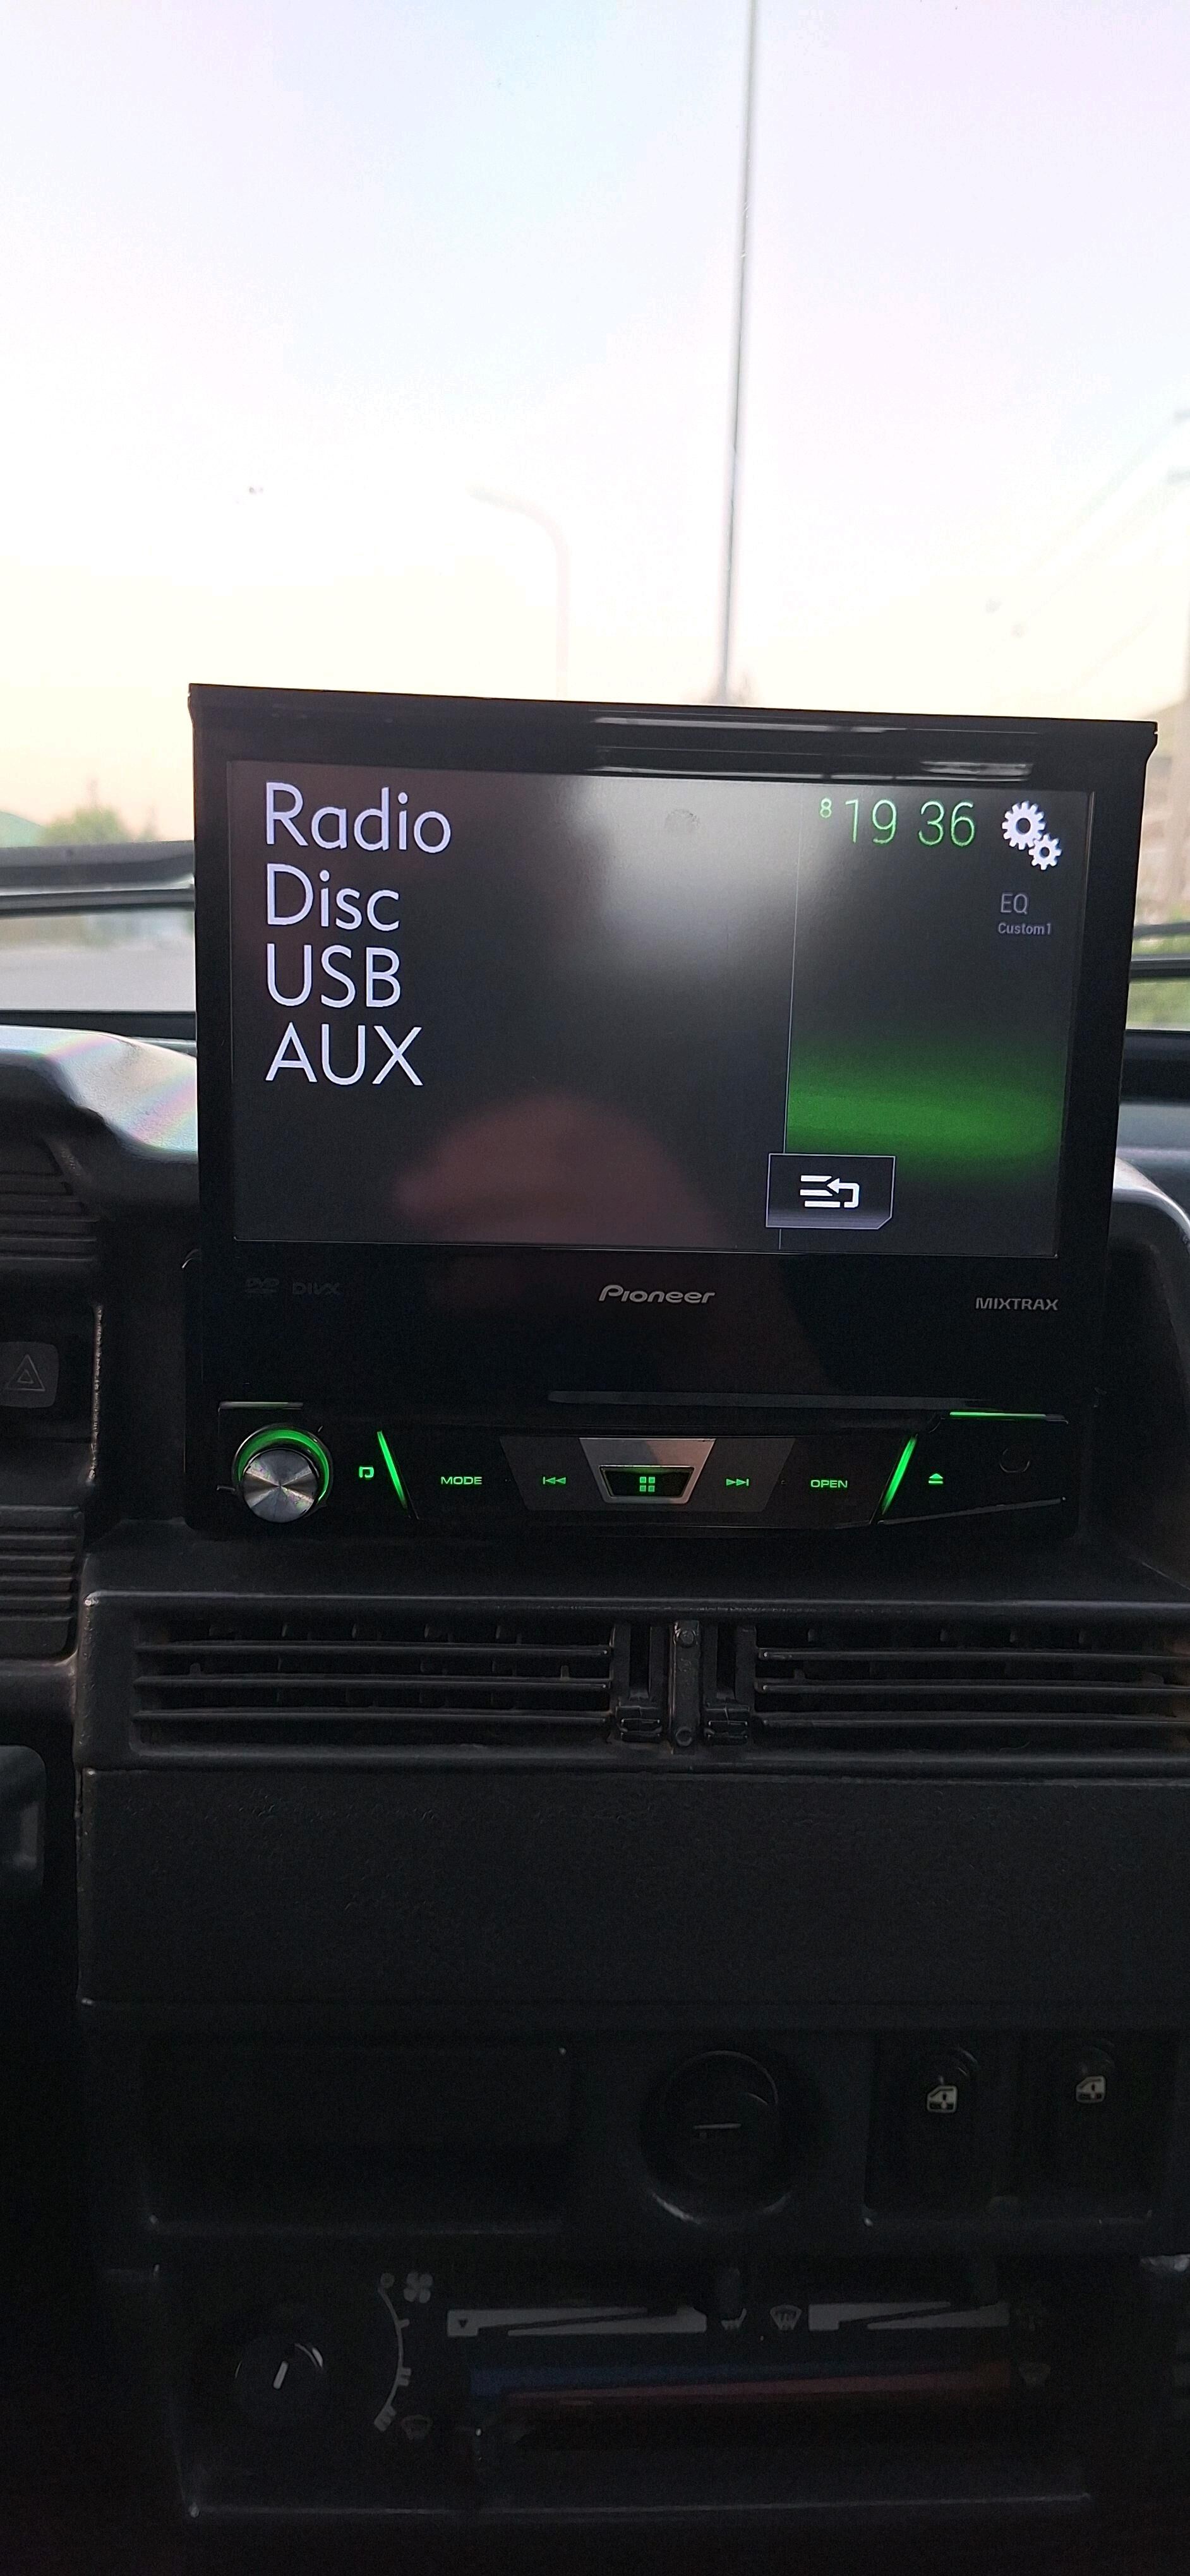 Radio
8 19 36
Disc
EQ
Custom1
USB
AUX
DVD DIVX
Pioneer
MIXTRAX
MODE
OPEN